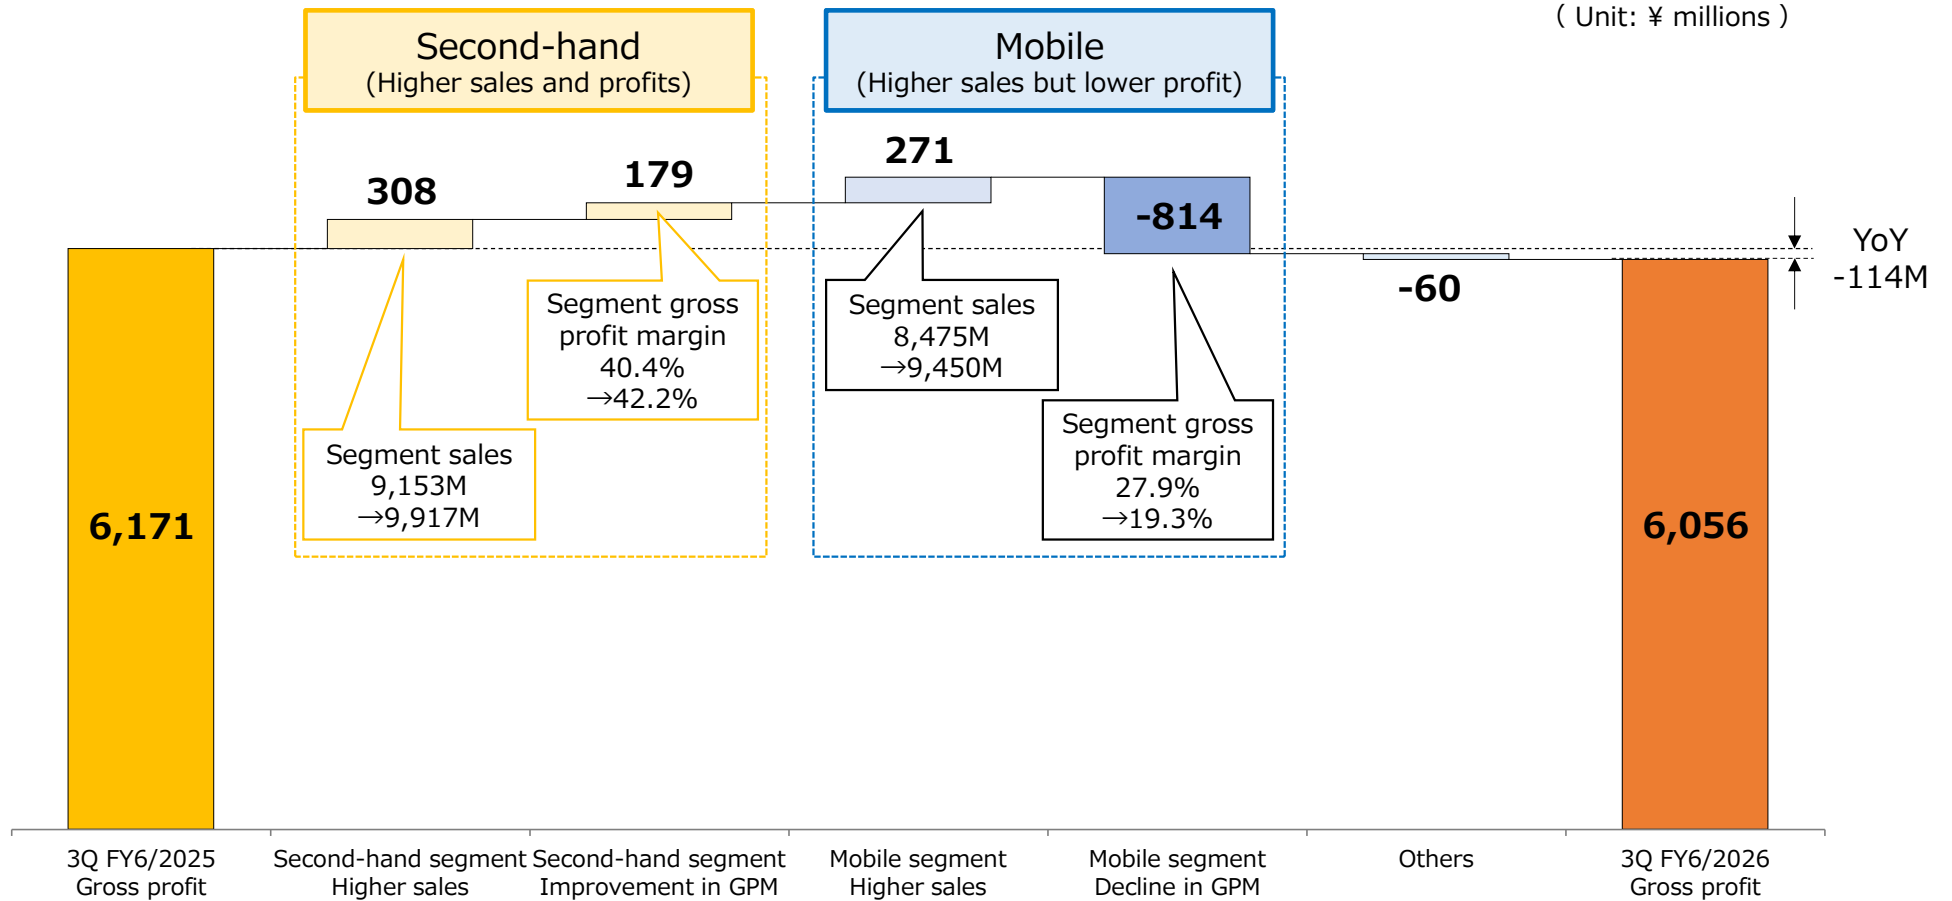 ( Unit: ¥ millions )
Second-hand
(Higher sales and profits)
Mobile
(Higher sales but lower profit)
308
179
271
-814
-60
YoY
-114M
Segment gross
profit margin
40.4%
→42.2%
Segment sales
8,475M
→9,450M
Segment sales
9,153M
→9,917M
Segment gross
profit margin
27.9%
→19.3%
6,171
6,056
3Q FY6/2025
Gross profit
Second-hand segment
Higher sales
Second-hand segment
Improvement in GPM
Mobile segment
Higher sales
Mobile segment
Decline in GPM
Others
3Q FY6/2026
Gross profit